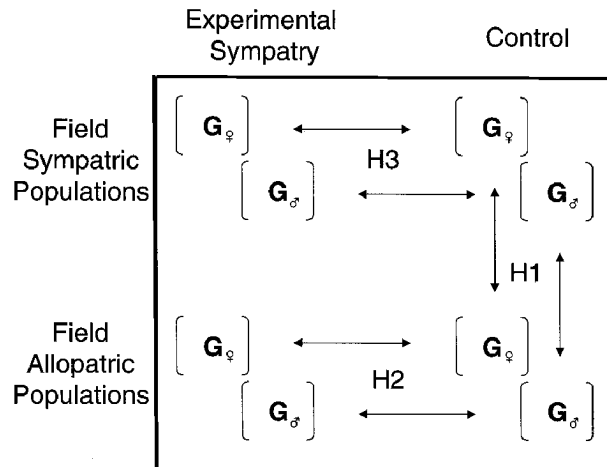 Experimental
Sympatry
Control
Field
Sympatric
Populations
G♀
G♀
H3
G♂
G♂
H1
Field
Allopatric
Populations
G♀
G♀
H2
G♂
G♂